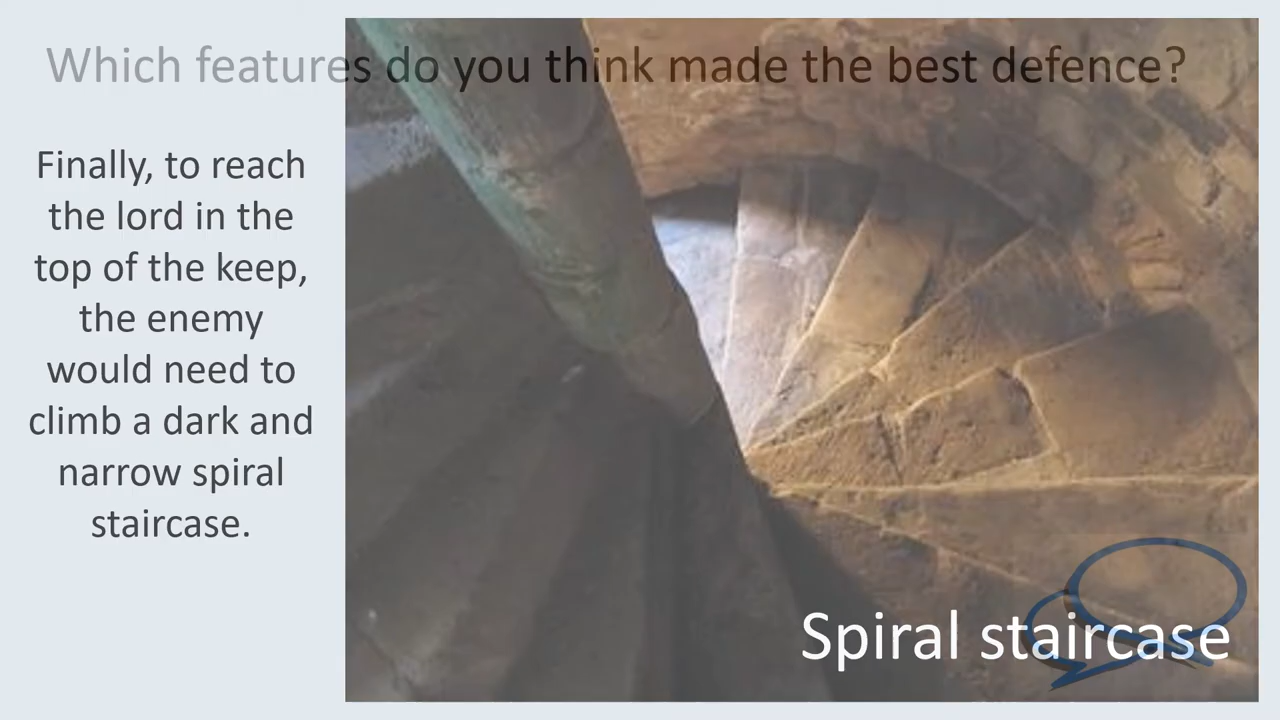 Which features do you think made the best defence?
Finally, to reach
the lord in the
top of the keep,
the enemy
would need to
climb a dark and
narrow spiral
staircase.
Spiral staircase